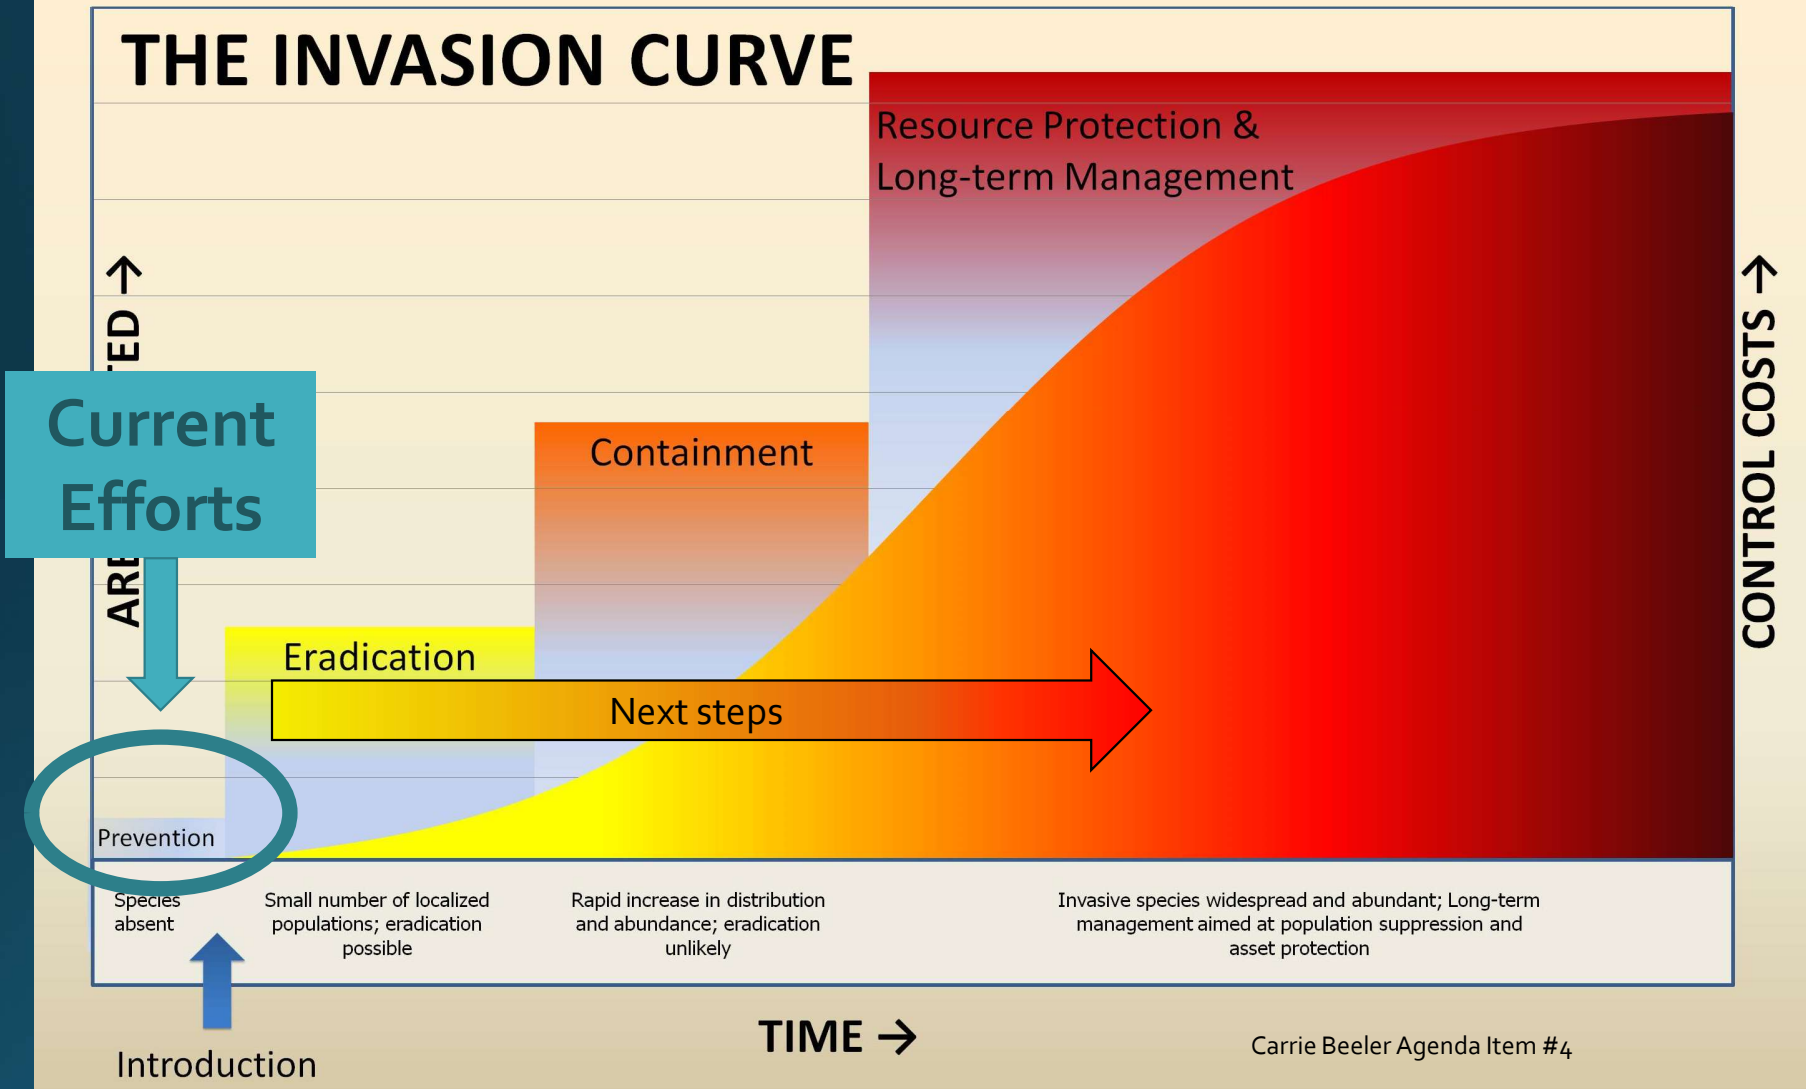 THE INVASION CURVE
Resource Protection &
Long-term Management
CONTROL COSTS →
Current
Efforts
Containment
Eradication
Next steps
Prevention
Species
absent
Small number of localized
populations; eradication
possible
Rapid increase in distribution
and abundance; eradication
unlikely
Invasive species widespread and abundant; Long-term
management aimed at population suppression and
asset protection
Introduction
TIME →
Carrie Beeler Agenda Item #4